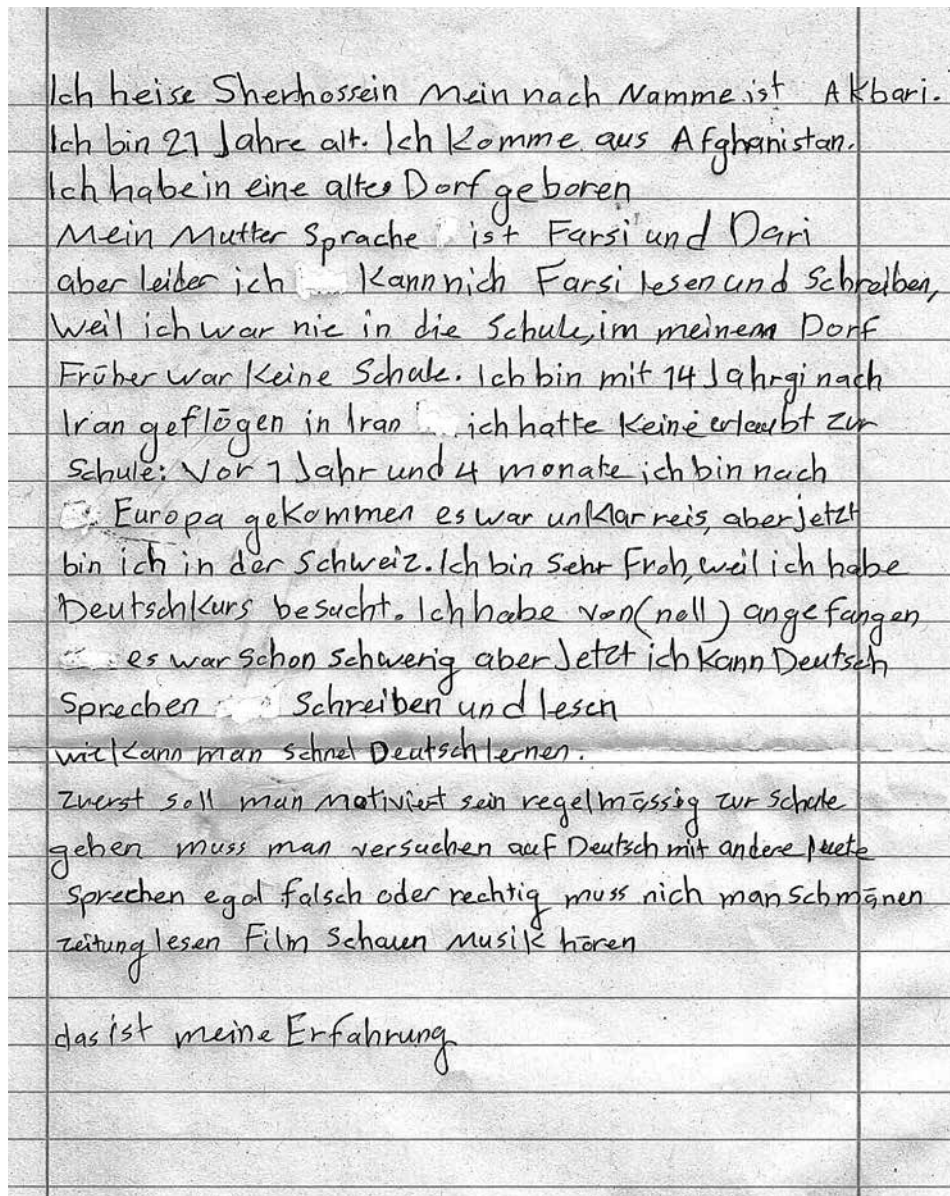 Ich heise Sherhossein Mein nach Namme ist Akbari.
Ich bin 21 Jahre alt. Ich Komme aus Afghanistan.
Ich habe in eine altes Dorf geboren
Mein Mutter Sprache ist Farsi und Dari
aber leider ich Kann nich Farsi lesen und Schreiben,
Weil ich war nie in die Schule, im meinem Dorf
Früher war Keine Schule. Ich bin mit 14 Jahrgi nach
Iran geflögen in Iran ich hatte Keine erlaubt zur
Schule: Vor 1 Jahr und 4 monate ich bin nach
Europa gekommen es war unklar reis, aber jetzt
bin ich in der Schweiz. Ich bin Sehr Froh, weil ich habe
Deutschkurs besucht. Ich habe von (noll) angefangen
es war schon schwerig aber Jetzt ich Kann Deutsch
Sprechen Schreiben und lesen
wie Kann man schnel Deutsch lernen.
zuerst soll man motiviert sein regelmässig zur schule
gehen muss man versuchen auf Deutsch mit andere leute
Sprechen egal falsch oder rechtig muss nich man schmänen
zeitung lesen Film Schauen Musik hören
das ist meine Erfahrung